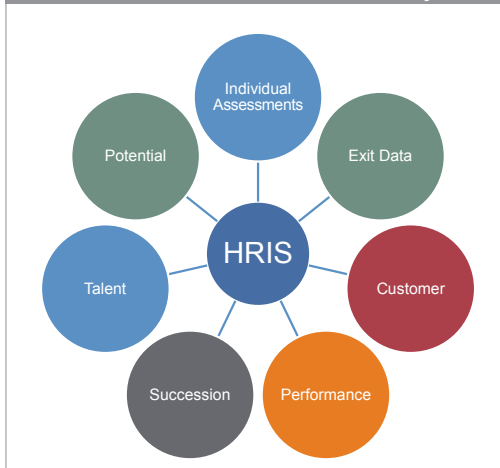 Individual
Assessments
Potential
Exit Data
HRIS
Talent
Customer
Succession
Performance